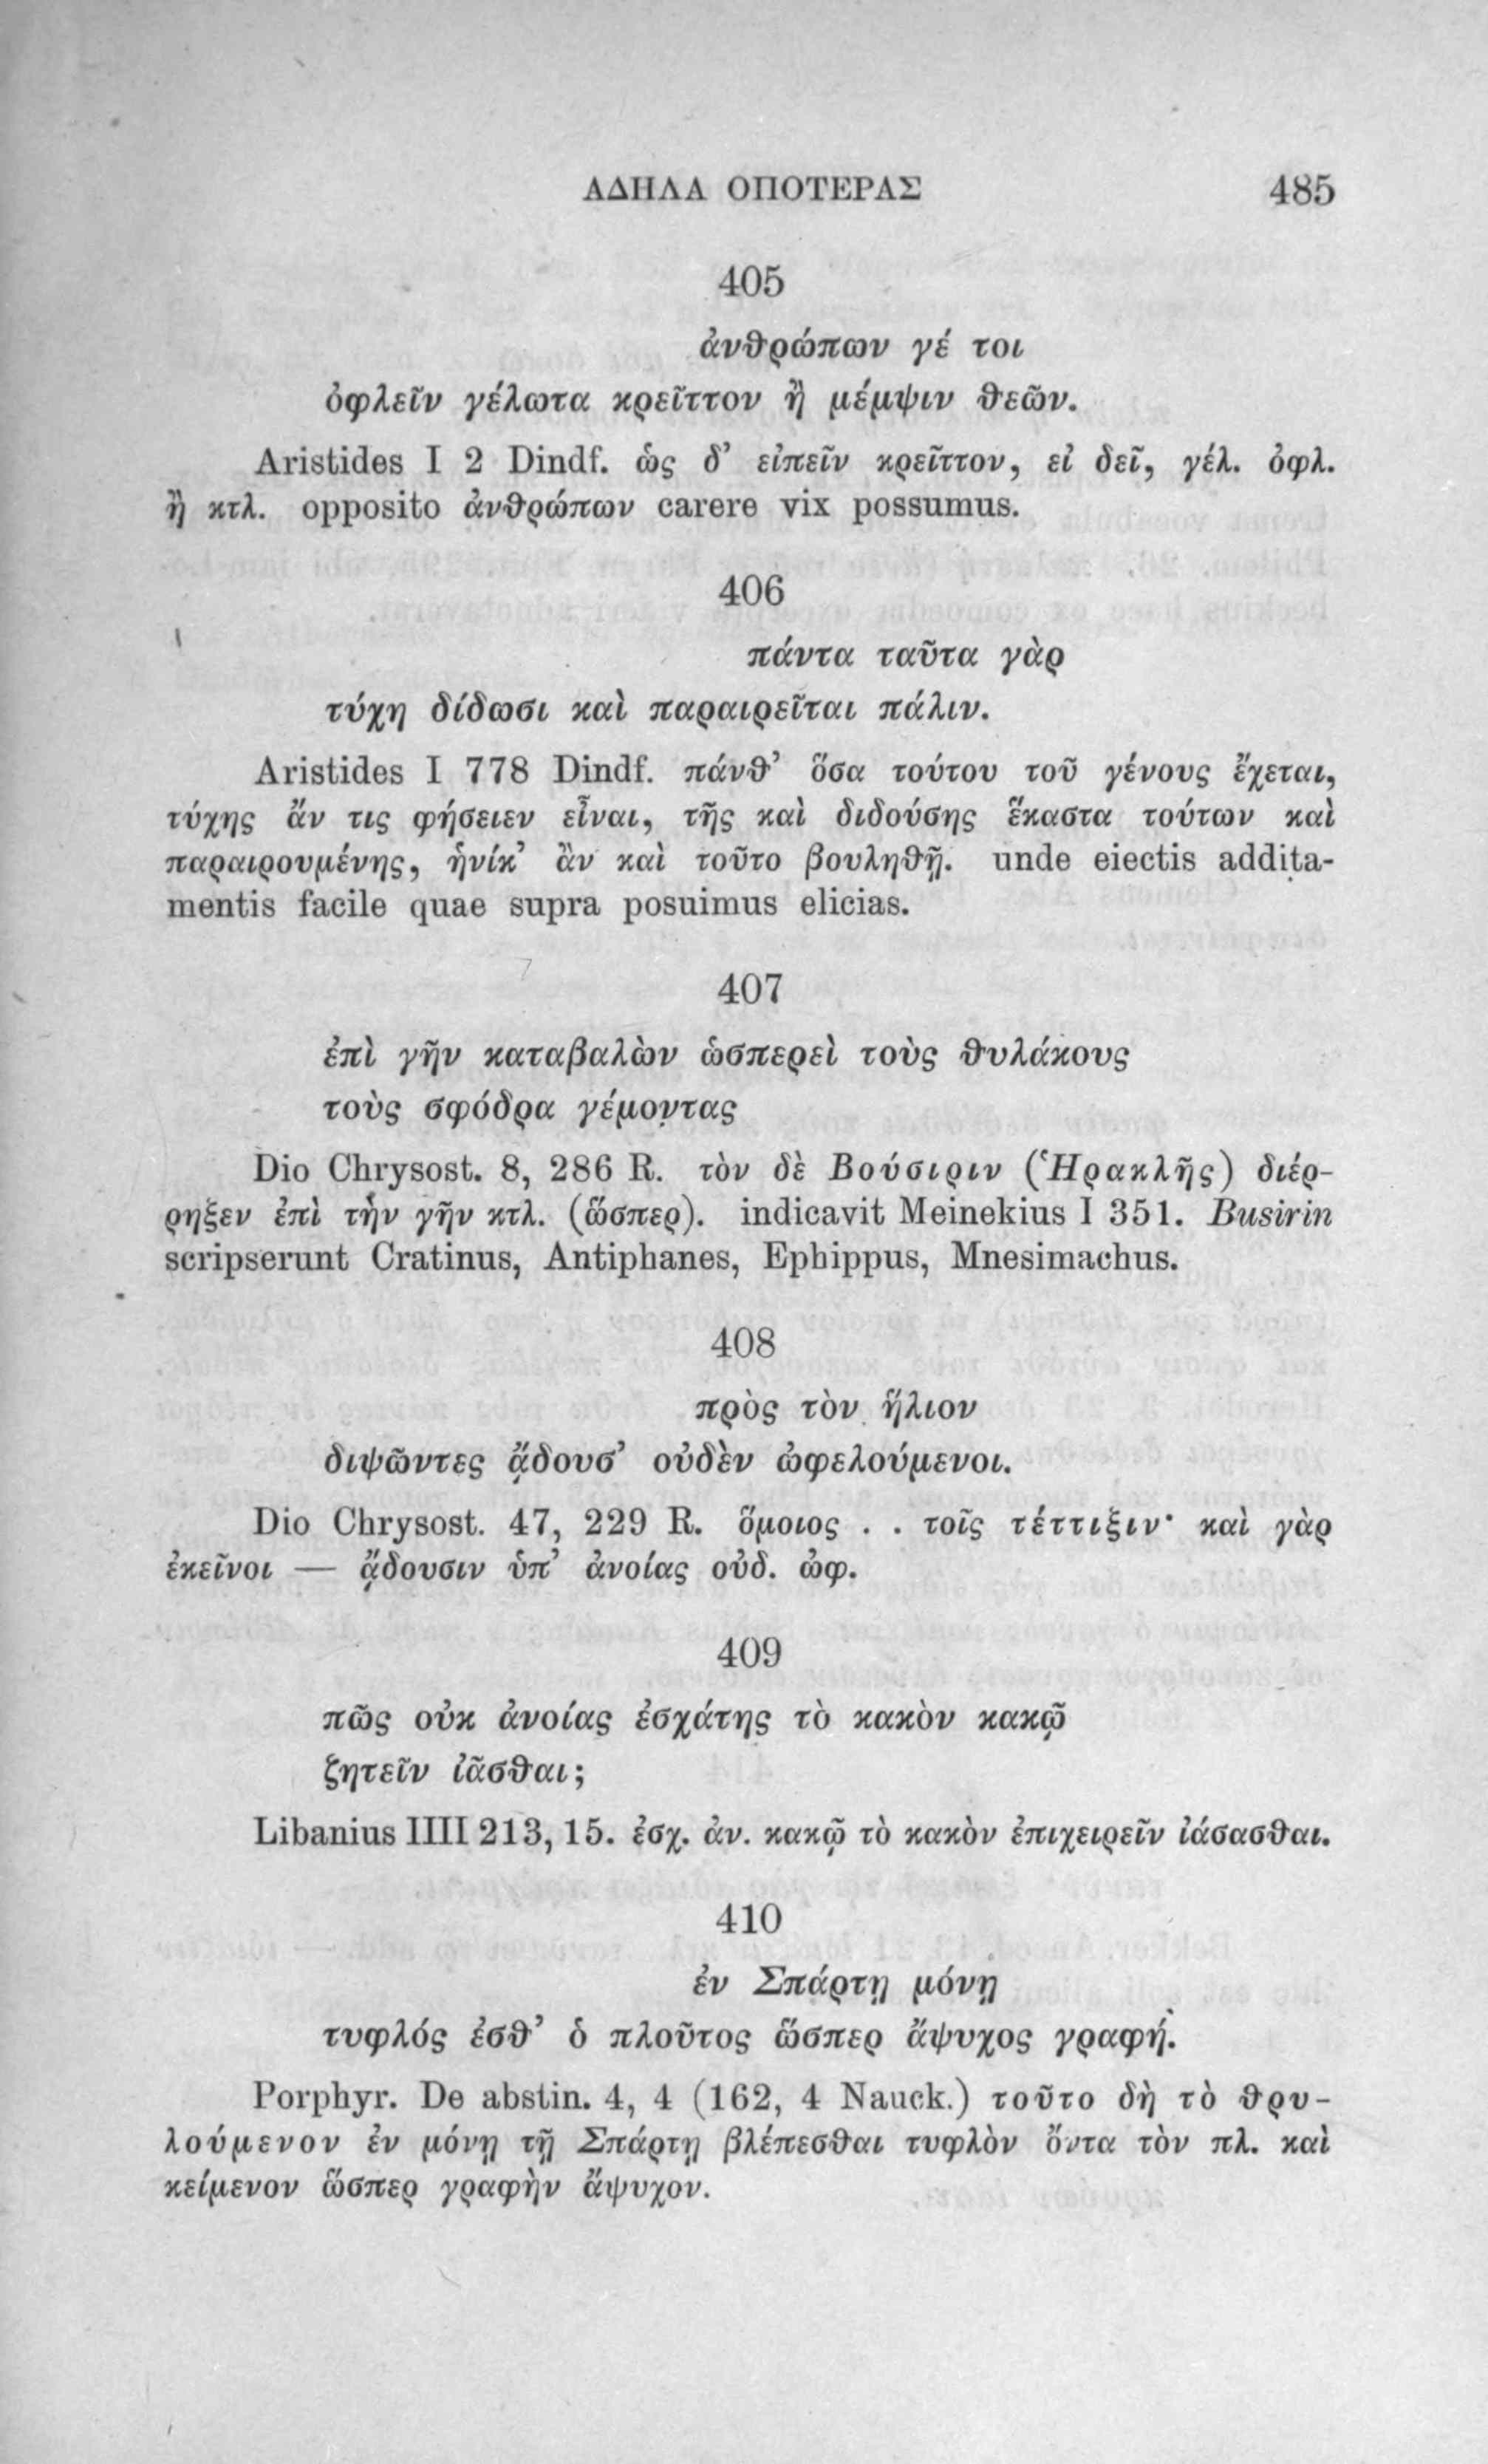 ΑΔΗΛΑ ΟΠΟΤΕΡΑΣ 485
405
ἀνθρώπων γέ τοι
ὀφλεῖν γέλωτα κρεῖττον ἢ μέμψιν θεῶν.
Aristides I 2 Dindf. ὡς δ’ εἰπεῖν κρεῖττον, εἰ δεῖ, γέλ. ὀφλ.
ἢ κτλ. opposito ἀνθρώπων carere vix possumus.
406
πάντα ταῦτα γὰρ
τύχη δίδωσι καὶ παραιρεῖται πάλιν.
Aristides I 778 Dindf. πάνθ’ ὅσα τούτου τοῦ γένους ἔχεται,
τύχης ἄν τις φήσειεν εἶναι, τῆς καὶ διδούσης ἕκαστα τούτων καὶ
παραιρουμένης, ἡνίκ’ ἂν καὶ τοῦτο βουληθῇ. unde eiectis addita-
mentis facile quae supra posuimus elicias.
407
ἐπὶ γῆν καταβαλὼν ὡσπερεὶ τοὺς θυλάκους
τοὺς σφόδρα γέμοντας
Dio Chrysost. 8, 286 R. τὸν δὲ Βούσιριν (Ἡρακλῆς) διέρ-
ρηξεν ἐπὶ τὴν γῆν κτλ. (ὥσπερ). indicavit Meinekius I 351. Busirin
scripserunt Cratinus, Antiphanes, Ephippus, Mnesimachus.
408
πρὸς τὸν ἥλιον
διψῶντες ᾄδουσ’ οὐδὲν ὠφελούμενοι.
Dio Chrysost. 47, 229 R. ὅμοιος . . τοῖς τέττιξιν· καὶ γὰρ
ἐκεῖνοι — ᾄδουσιν ὑπ’ ἀνοίας οὐδ. ὠφ.
409
πῶς οὐκ ἀνοίας ἐσχάτης τὸ κακὸν κακῷ
ζητεῖν ἰᾶσθαι;
Libanius IIII 213, 15. ἐσχ. ἀν. κακῷ τὸ κακὸν ἐπιχειρεῖν ἰάσασθαι.
410
ἐν Σπάρτῃ μόνῃ
τυφλός ἐσθ’ ὁ πλοῦτος ὥσπερ ἄψυχος γραφή.
Porphyr. De abstin. 4, 4 (162, 4 Nauck.) τοῦτο δὴ τὸ θρυ-
λούμενον ἐν μόνῃ τῇ Σπάρτῃ βλέπεσθαι τυφλὸν ὄντα τὸν πλ. καὶ
κείμενον ὥσπερ γραφὴν ἄψυχον.